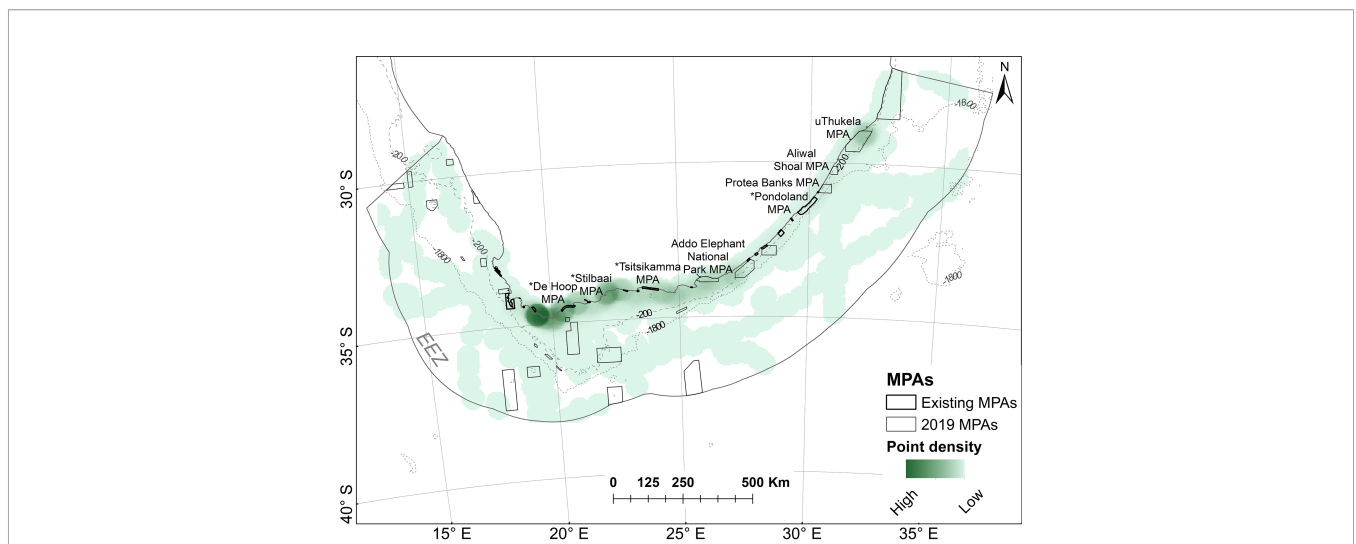 N
-1800
uThukela
MPA
-200
Aliwal
Shoal MPA
-200
Protea Banks MPA
*Pondoland
MPA
30° S
-200
-1800
Addo Elephant
National
Park MPA
*Tsitsikamma
MPA
*Stilbaai
MPA
*De Hoop
MPA
-1800
-200
-1800
35° S
EEZ
MPAs
Existing MPAs
2019 MPAs
Point density
High
Low
0 125 250 500 Km
40° S
15° E 20° E 25° E 30° E 35° E